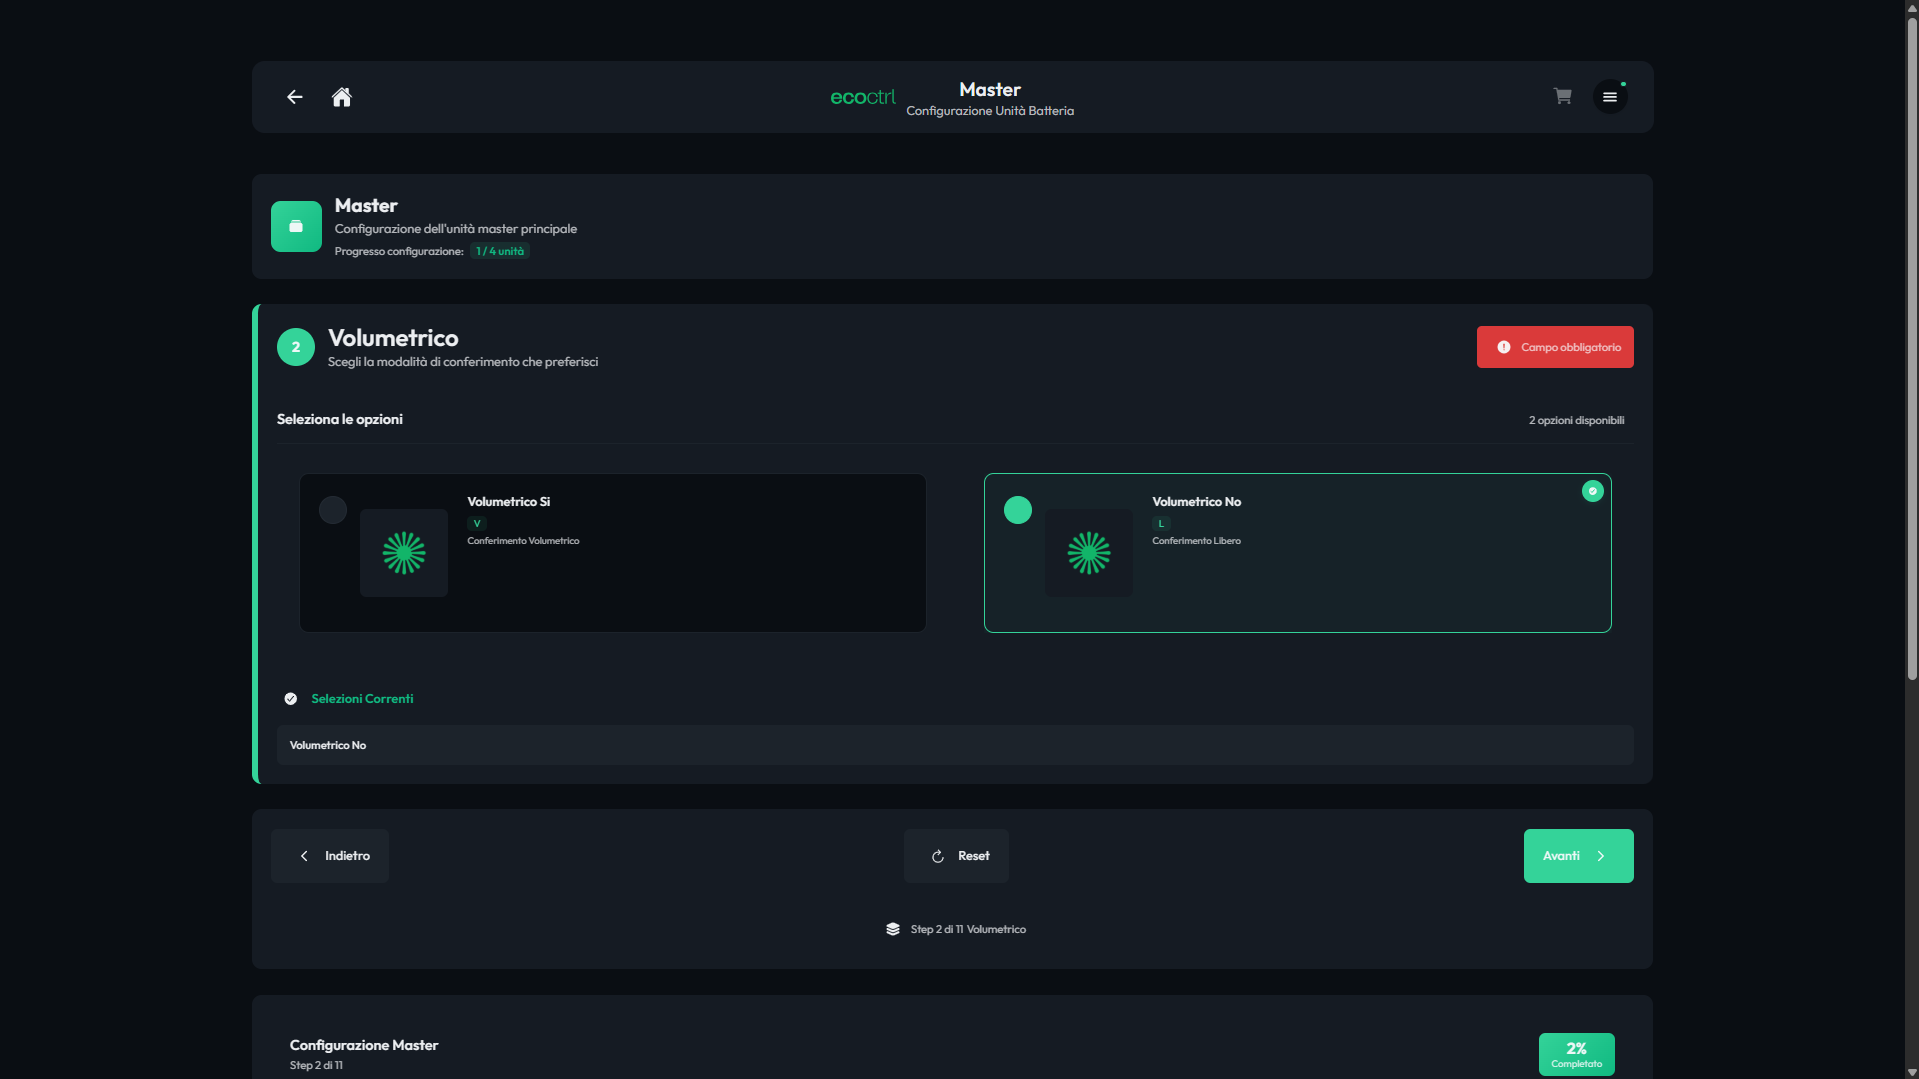 ecoctrl
Master
Configurazione Unità Batteria
Master
Configurazione dell'unità master principale
Progresso configurazione: 1 / 4 unità
2
Volumetrico
Scegli la modalità di conferimento che preferisci
Campo obbligatorio
Seleziona le opzioni
2 opzioni disponibili
Volumetrico Si
V
Conferimento Volumetrico
Volumetrico No
L
Conferimento Libero
Selezioni Correnti
Volumetrico No
Indietro
Reset
Avanti
Step 2 di 11 Volumetrico
Configurazione Master
Step 2 di 11
2%
Completato